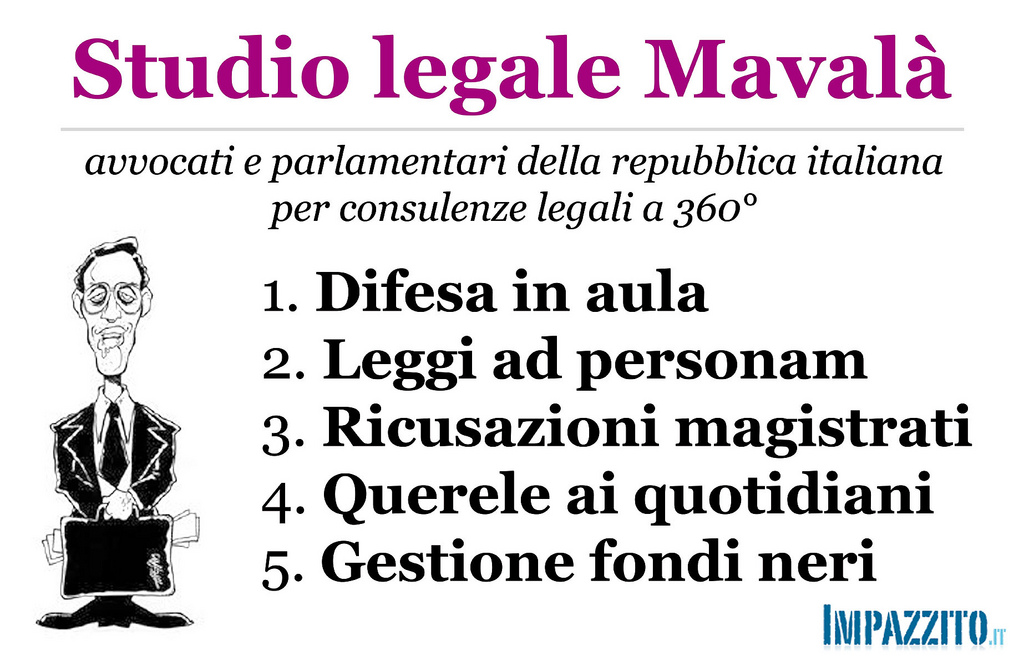 Studio legale Mavalà
avvocati e parlamentari della repubblica italiana
per consulenze legali a 360°
1. Difesa in aula
2. Leggi ad personam
3. Ricusazioni magistrati
4. Querele ai quotidiani
5. Gestione fondi neri
IMPAZZITO.IT